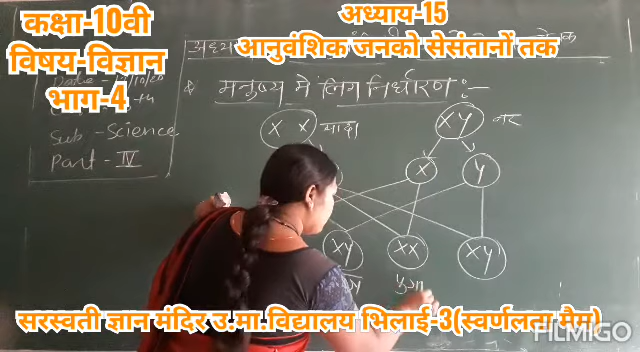 कक्षा-10वी
विषय-विज्ञान
भाग-4
अध्याय-15
आनुवंशिक जनको सेसंतानों तक
Sub - Science
Part - IV
मनुष्य मे लिंग निर्धारण :-
X X मादा
XY नर
X
Y
XY
XX
XY
सरस्वती ज्ञान मंदिर उ.मा.विद्यालय भिलाई-3(स्वर्णलता मैम)
FILMIGO